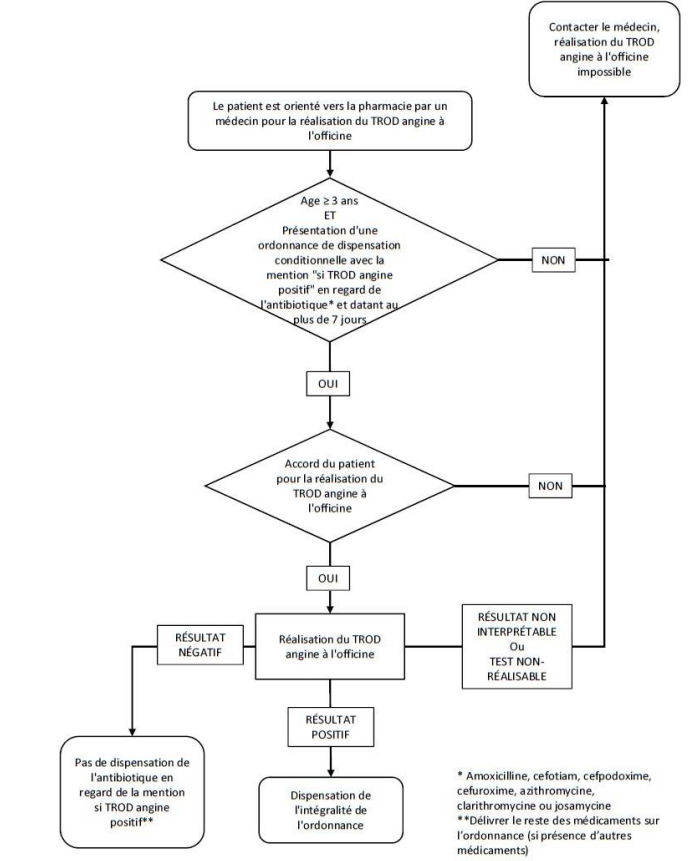 Contacter le médecin,
réalisation du TROD
angine à l'officine
impossible
Le patient est orienté vers la pharmacie par un
médecin pour la réalisation du TROD angine à
l'officine
Age ≥ 3 ans
ET
Présentation d'une
ordonnance de dispensation
conditionnelle avec la
mention "si TROD angine
positif" en regard de
l'antibiotique* et datant au
plus de 7 jours
NON
OUI
Accord du patient
pour la réalisation du
TROD angine à
l'officine
NON
OUI
RÉSULTAT
NÉGATIF
Réalisation du TROD
angine à l'officine
RÉSULTAT NON
INTERPRÉTABLE
Ou
TEST NON-
RÉALISABLE
RÉSULTAT
POSITIF
Pas de dispensation de
l'antibiotique en
regard de la mention
si TROD angine
positif**
Dispensation de
l'intégralité de
l'ordonnance
* Amoxicilline, cefotiam, cefpodoxime,
cefuroxime, azithromycine,
clarithromycine ou josamycine
**Délivrer le reste des médicaments sur
l'ordonnance (si présence d'autres
médicaments)